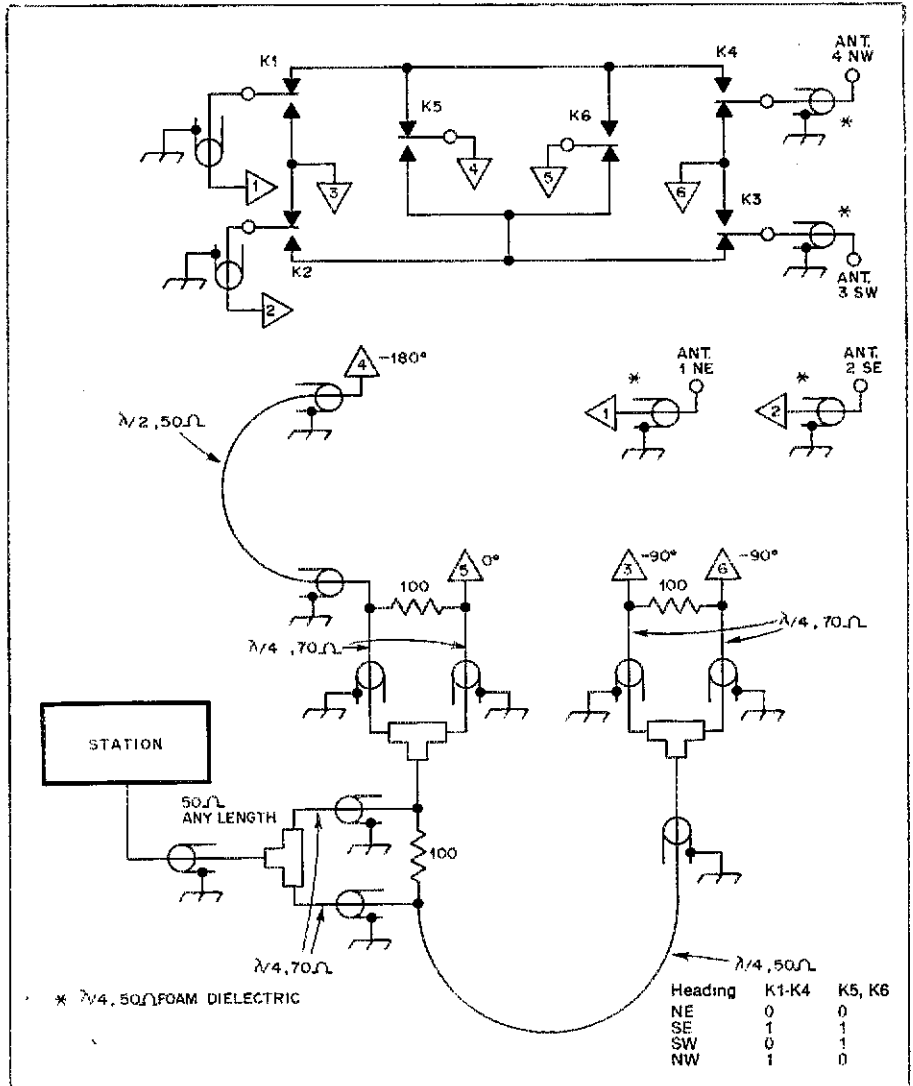 K1
K4
ANT.
4 NW
K5
K6
*
1
3
4
5
6
K3
*
K2
2
ANT.
3 SW
4 -180°
ANT.
1 NE
ANT.
2 SE
*
*
1
2
λ/2, 50Ω
5 0°
3 -90°
6 -90°
100
100
λ/4, 70Ω
λ/4, 70Ω
STATION
50Ω
ANY LENGTH
100
λ/4, 70Ω
λ/4, 50Ω
* λ/4, 50Ω FOAM DIELECTRIC
Heading K1-K4 K5, K6
NE 0 0
SE 1 1
SW 0 1
NW 1 0